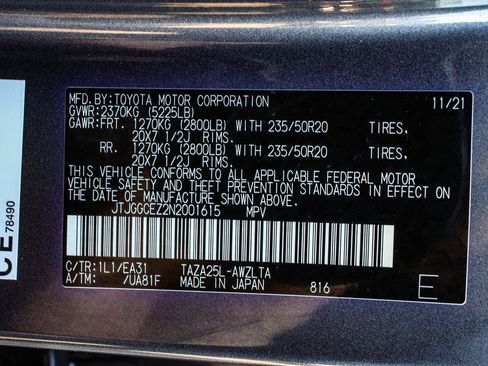 MFD.BY:TOYOTA MOTOR CORPORATION 11/21
GVWR:2370KG (5225LB)
GAWR:FRT. 1270KG (2800LB) WITH 235/50R20 TIRES,
20X7 1/2J RIMS.
RR. 1270KG (2800LB) WITH 235/50R20 TIRES,
20X7 1/2J RIMS.
THIS VEHICLE CONFORMS TO ALL APPLICABLE FEDERAL MOTOR
VEHICLE SAFETY AND THEFT PREVENTION STANDARDS IN EFFECT ON
THE DATE OF MANUFACTURE SHOWN ABOVE.
JTJGGCEZ2N2001615 MPV
C/TR:1L1/EA31 TAZA25L-AWZLTA
A/TM: /UA81F MADE IN JAPAN 816 E
CE 78490